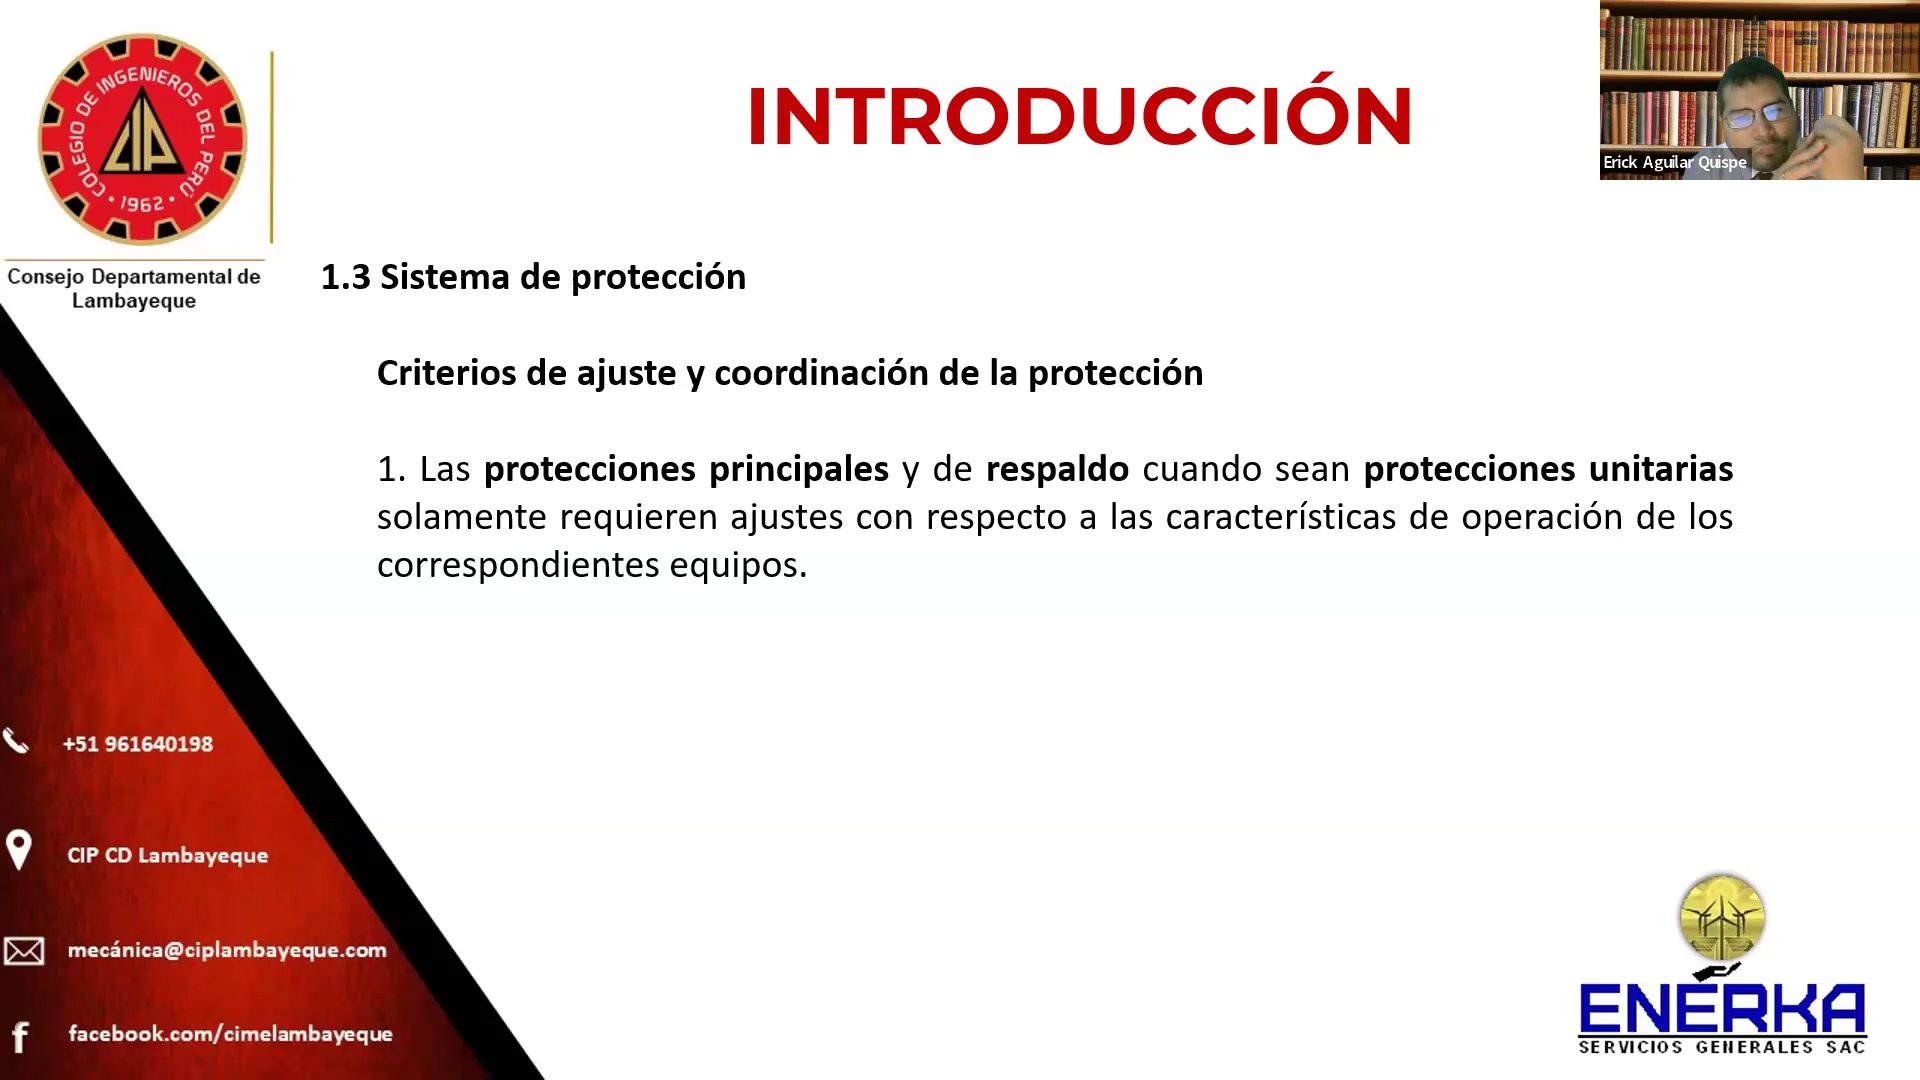 COLEGIO DE INGENIEROS DEL PERÚ
CIP
• 1962 •
Consejo Departamental de
Lambayeque
INTRODUCCIÓN
Erick Aguilar Quispe
1.3 Sistema de protección
Criterios de ajuste y coordinación de la protección
1. Las protecciones principales y de respaldo cuando sean protecciones unitarias
solamente requieren ajustes con respecto a las características de operación de los
correspondientes equipos.
+51 961640198
CIP CD Lambayeque
mecánica@ciplambayeque.com
facebook.com/cimelambayeque
ENERKA
SERVICIOS GENERALES SAC